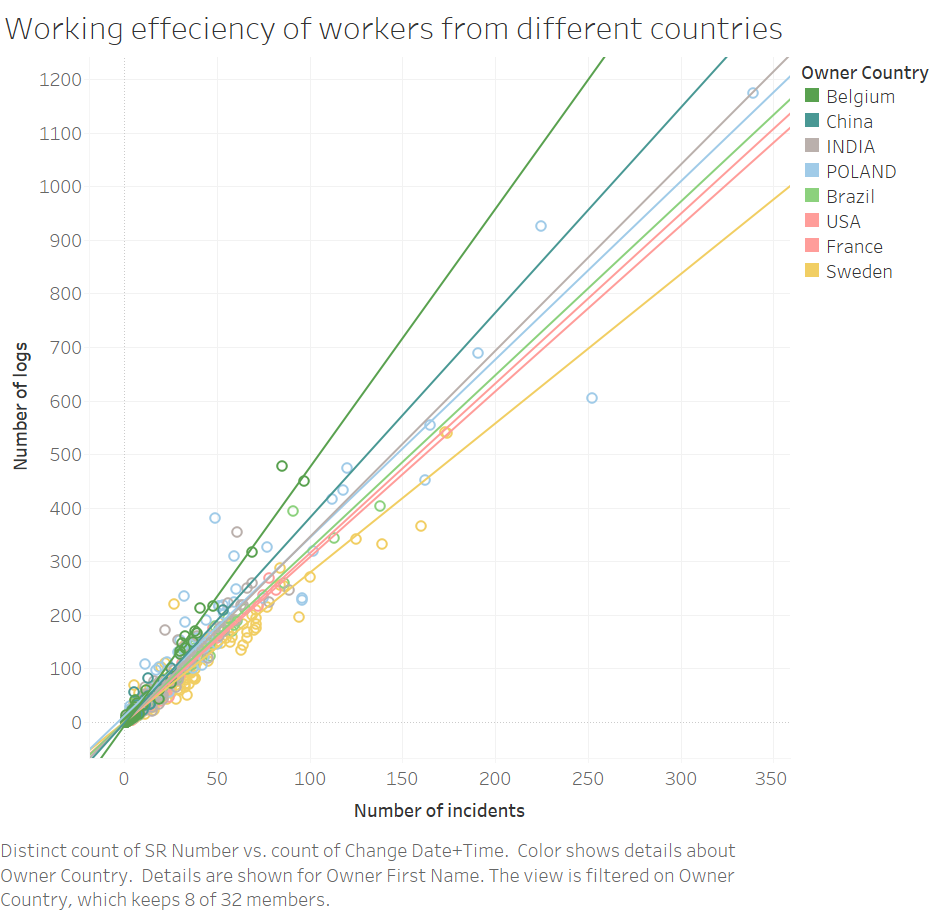 Working effeciency of workers from different countries
Owner Country
Belgium
China
INDIA
POLAND
Brazil
USA
France
Sweden
1200
1100
1000
900
800
700
600
500
400
300
200
100
0
Number of logs
0
50
100
150
200
250
300
350
Number of incidents
Distinct count of SR Number vs. count of Change Date+Time.  Color shows details about
Owner Country.  Details are shown for Owner First Name. The view is filtered on Owner
Country, which keeps 8 of 32 members.